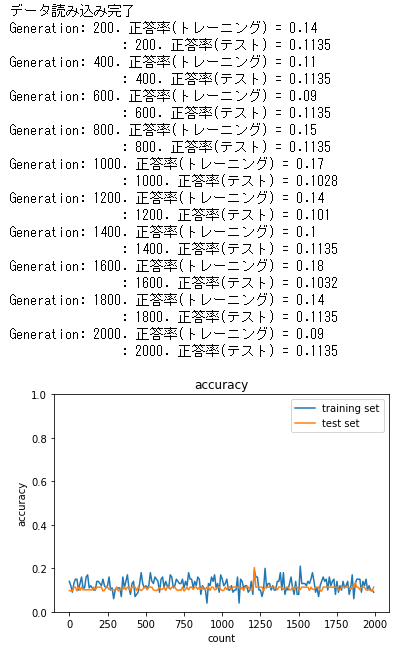 データ読み込み完了
Generation: 200. 正答率(トレーニング) = 0.14
: 200. 正答率(テスト) = 0.1135
Generation: 400. 正答率(トレーニング) = 0.11
: 400. 正答率(テスト) = 0.1135
Generation: 600. 正答率(トレーニング) = 0.09
: 600. 正答率(テスト) = 0.1135
Generation: 800. 正答率(トレーニング) = 0.15
: 800. 正答率(テスト) = 0.1135
Generation: 1000. 正答率(トレーニング) = 0.17
: 1000. 正答率(テスト) = 0.1028
Generation: 1200. 正答率(トレーニング) = 0.14
: 1200. 正答率(テスト) = 0.101
Generation: 1400. 正答率(トレーニング) = 0.1
: 1400. 正答率(テスト) = 0.1135
Generation: 1600. 正答率(トレーニング) = 0.18
: 1600. 正答率(テスト) = 0.1032
Generation: 1800. 正答率(トレーニング) = 0.14
: 1800. 正答率(テスト) = 0.1135
Generation: 2000. 正答率(トレーニング) = 0.09
: 2000. 正答率(テスト) = 0.1135
accuracy
1.0
training set
test set
0.8
0.6
accuracy
0.4
0.2
0.0
0 250 500 750 1000 1250 1500 1750 2000
count